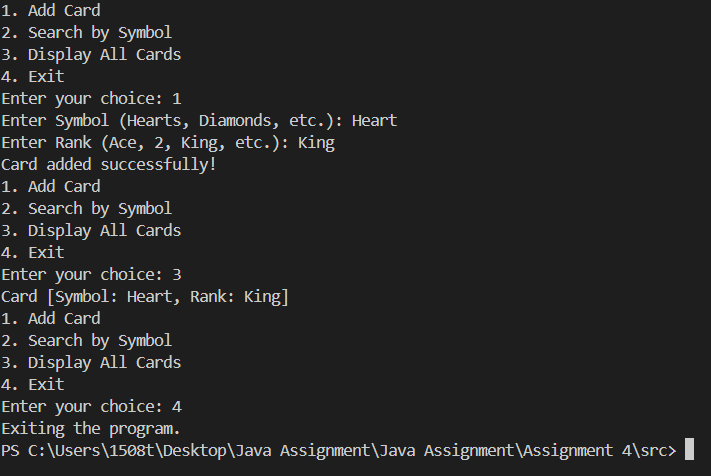 1. Add Card
2. Search by Symbol
3. Display All Cards
4. Exit
Enter your choice: 1
Enter Symbol (Hearts, Diamonds, etc.): Heart
Enter Rank (Ace, 2, King, etc.): King
Card added successfully!
1. Add Card
2. Search by Symbol
3. Display All Cards
4. Exit
Enter your choice: 3
Card [Symbol: Heart, Rank: King]
1. Add Card
2. Search by Symbol
3. Display All Cards
4. Exit
Enter your choice: 4
Exiting the program.
PS C:\Users\1508t\Desktop\Java Assignment\Java Assignment\Assignment 4\src>